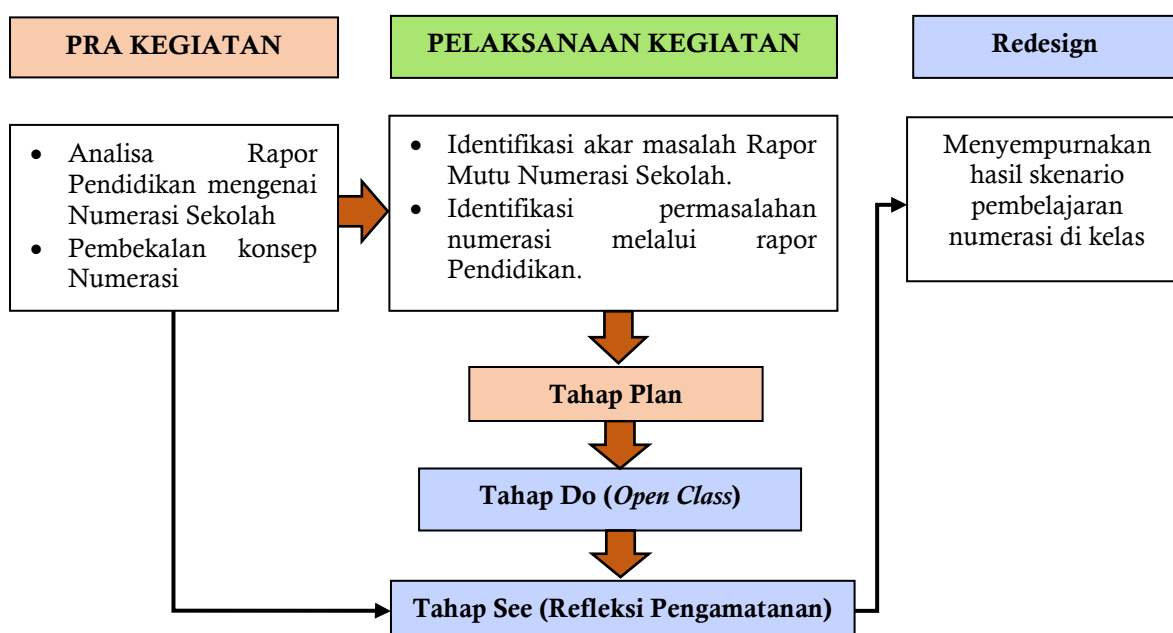 PRA KEGIATAN
PELAKSANAAN KEGIATAN
Redesign
• Analisa Rapor
Pendidikan mengenai
Numerasi Sekolah
• Pembekalan konsep
Numerasi
• Identifikasi akar masalah Rapor
Mutu Numerasi Sekolah.
• Identifikasi permasalahan
numerasi melalui rapor
Pendidikan.
Menyempurnakan
hasil skenario
pembelajaran
numerasi di kelas
Tahap Plan
Tahap Do (Open Class)
Tahap See (Refleksi Pengamatanan)